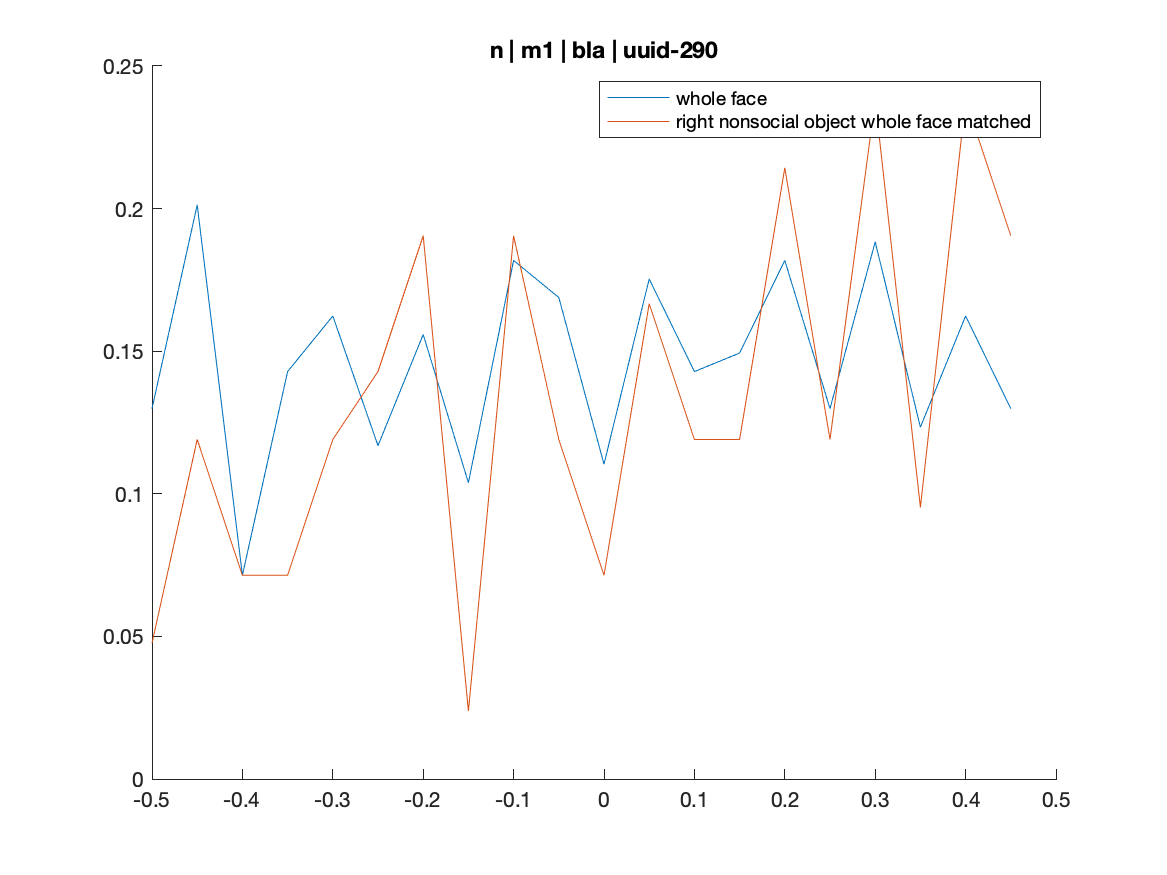 n | m1 | bla | uuid-290
0.25
whole face
right nonsocial object whole face matched
0.2
0.15
0.1
0.05
0
-0.5 -0.4 -0.3 -0.2 -0.1 0 0.1 0.2 0.3 0.4 0.5